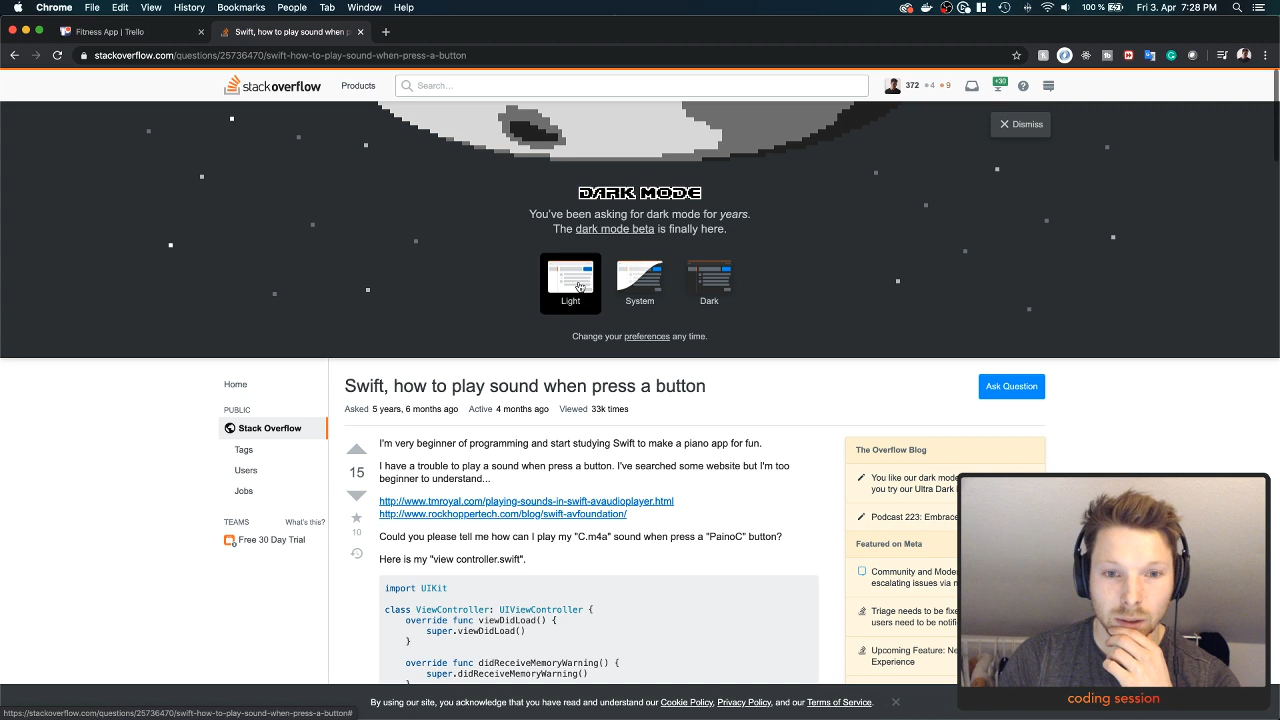 Chrome File Edit View History Bookmarks People Tab Window Help 100 % Fri 3. Apr 7:28 PM
Fitness App | Trello Swift, how to play sound when p
stackoverflow.com/questions/25736470/swift-how-to-play-sound-when-press-a-button
stackoverflow Products Search... 372 4 9 +30
Dismiss
DARK MODE
You've been asking for dark mode for years.
The dark mode beta is finally here.
Light System Dark
Change your preferences any time.
Home
PUBLIC
Stack Overflow
Tags
Users
Jobs
TEAMS What's this?
Free 30 Day Trial
Swift, how to play sound when press a button
Ask Question
Asked 5 years, 6 months ago Active 4 months ago Viewed 33k times
15
10
I'm very beginner of programming and start studying Swift to make a piano app for fun.
I have a trouble to play a sound when press a button. I've searched some website but I'm too
beginner to understand...
http://www.tmroyal.com/playing-sounds-in-swift-avaudioplayer.html
http://www.rockhoppertech.com/blog/swift-avfoundation/
Could you please tell me how can I play my "C.m4a" sound when press a "PainoC" button?
Here is my "view controller.swift".
import UIKit
class ViewController: UIViewController {
override func viewDidLoad() {
super.viewDidLoad()
}
override func didReceiveMemoryWarning() {
super.didReceiveMemoryWarning()
The Overflow Blog
You like our dark mode
you try our Ultra Dark
Podcast 223: Embrace
Featured on Meta
Community and Mode
escalating issues via
Triage needs to be fixe
users need to be notifi
Upcoming Feature: Ne
Experience
coding session
By using our site, you acknowledge that you have read and understand our Cookie Policy, Privacy Policy, and our Terms of Service.
https://stackoverflow.com/questions/25736470/swift-how-to-play-sound-when-press-a-button#